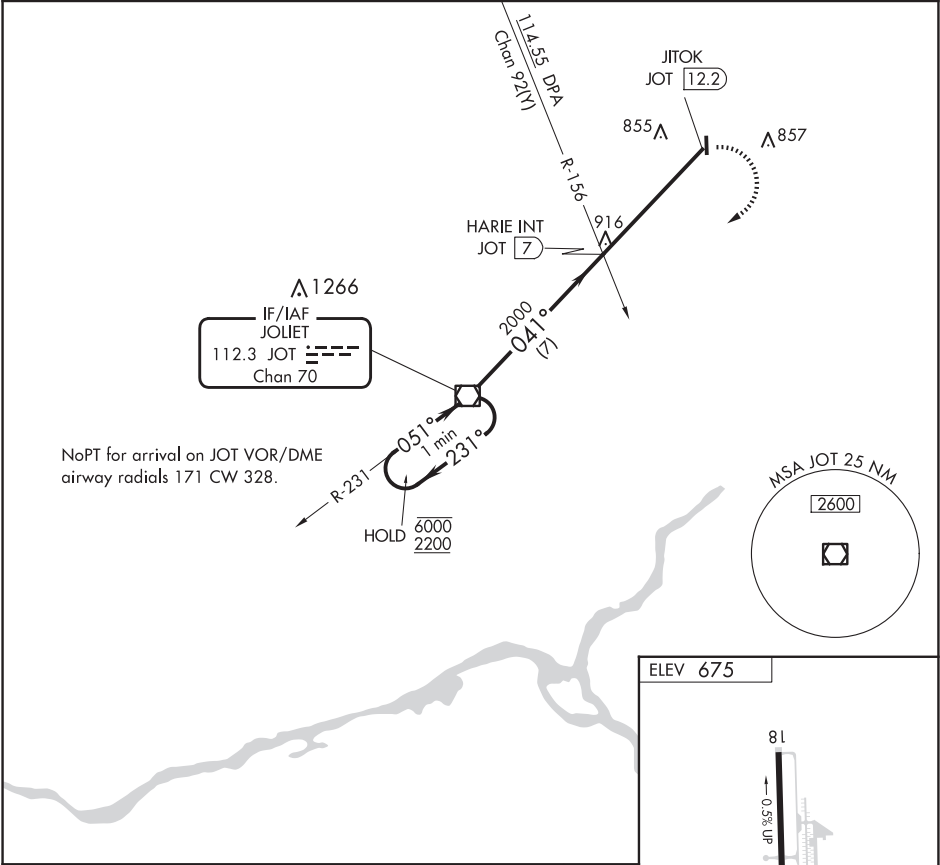 114.55 DPA
Chan 92(Y)
R-156
JITOK
JOT 12.2
855
857
HARIE INT
JOT 7
916
1266
IF/IAF
JOLIET
112.3 JOT
Chan 70
2000
041°
(7)
051°
1 min
231°
R-231
NoPT for arrival on JOT VOR/DME
airway radials 171 CW 328.
HOLD 6000
2200
MSA JOT 25 NM
2600
ELEV 675
18
0.5% UP